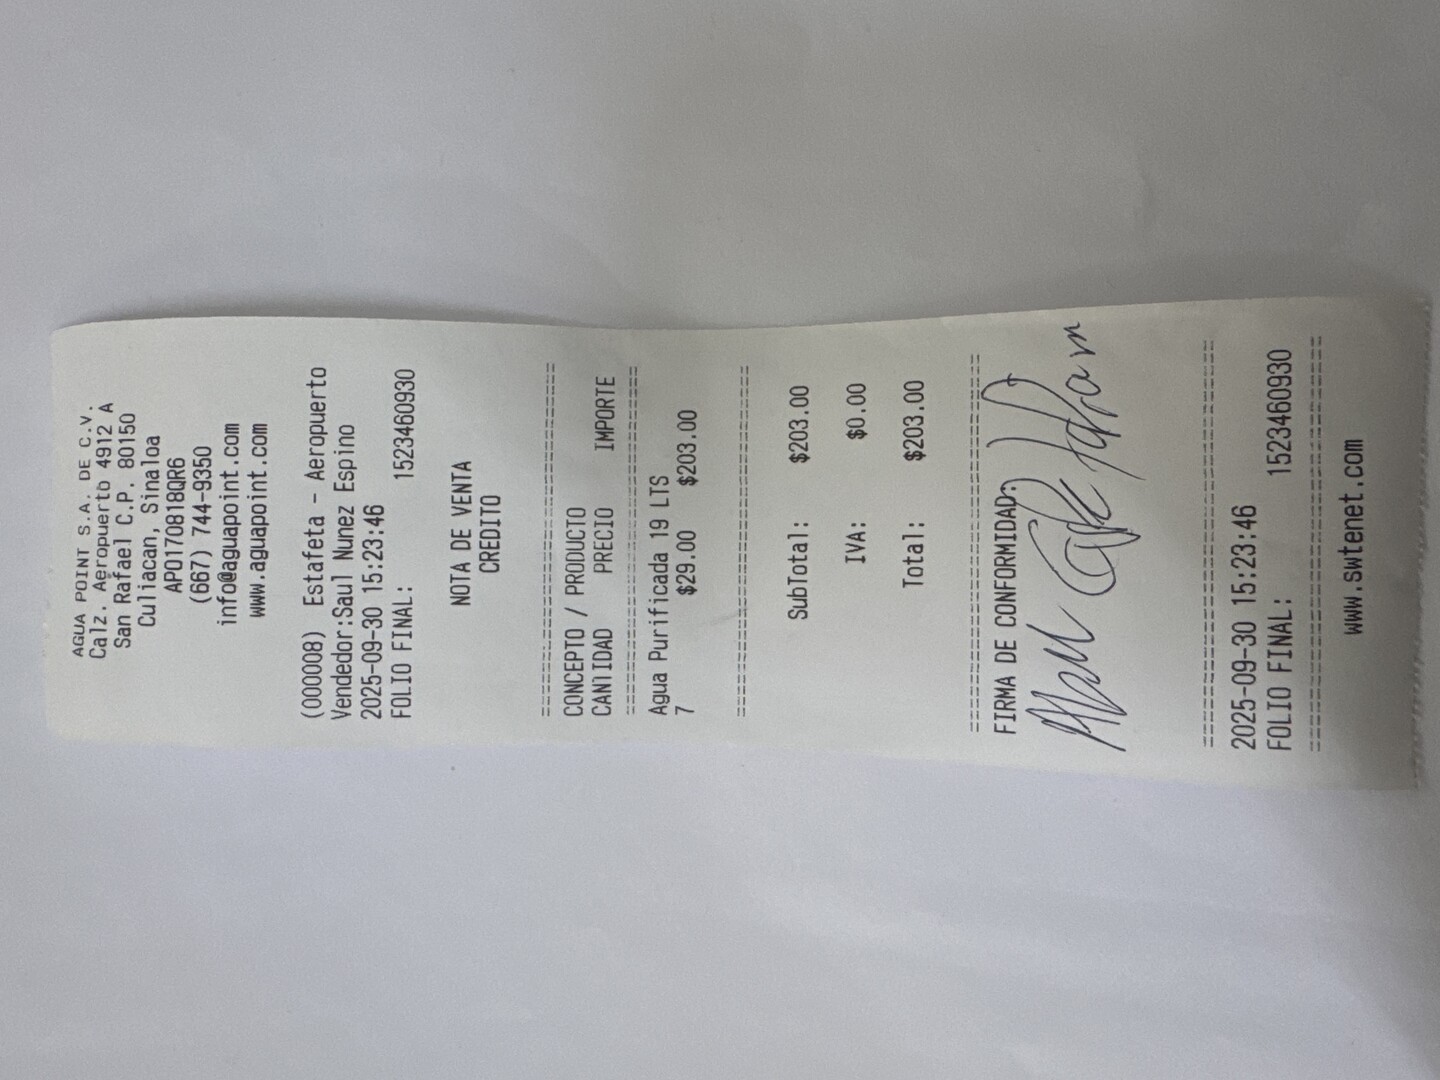 AGUA POINT S.A. DE C.V.
Calz. Aeropuerto 4912 A
San Rafael C.P. 80150
Culiacan, Sinaloa
APO170818QR6
(667) 744-9350
info@aguapoint.com
www.aguapoint.com
(000008) Estafeta - Aeropuerto
Vendedor:Saul Nunez Espino
2025-09-30 15:23:46
FOLIO FINAL: 1523460930
NOTA DE VENTA
CREDITO
================================
CONCEPTO / PRODUCTO
CANTIDAD PRECIO IMPORTE
================================
Agua Purificada 19 LTS
7 $29.00 $203.00
================================
SubTotal: $203.00
IVA: $0.00
Total: $203.00
================================
FIRMA DE CONFORMIDAD:
================================
2025-09-30 15:23:46
FOLIO FINAL: 1523460930
================================
www.swtenet.com